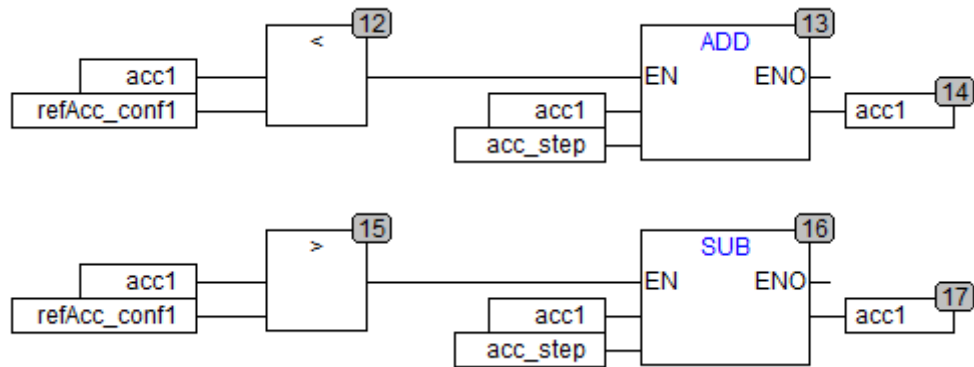 12
<
acc1
refAcc_conf1
13
ADD
EN ENO
acc1
acc_step
14
acc1
15
>
acc1
refAcc_conf1
16
SUB
EN ENO
acc1
acc_step
17
acc1